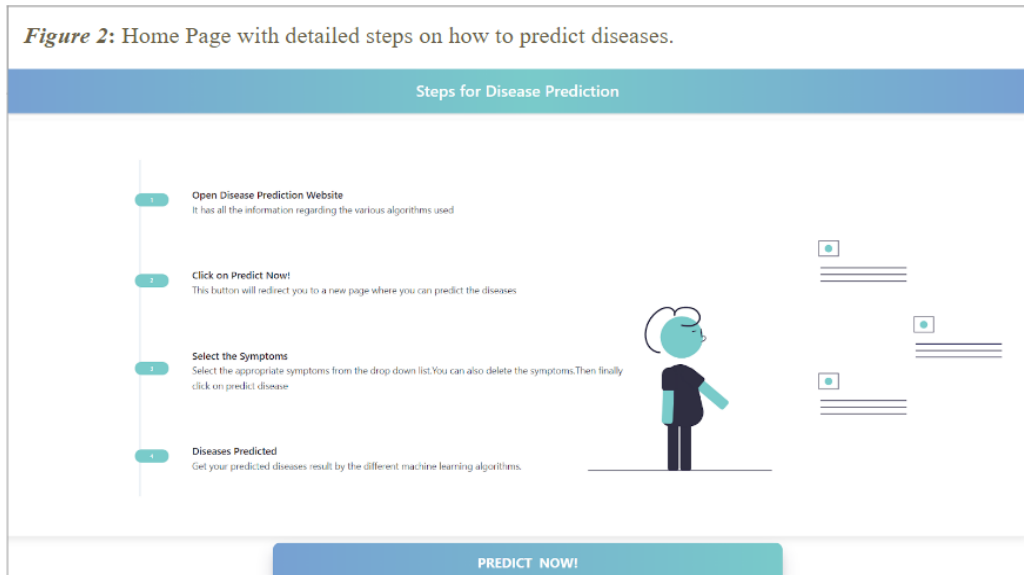 Figure 2: Home Page with detailed steps on how to predict diseases.
Steps for Disease Prediction
1
Open Disease Prediction Website
It has all the information regarding the various algorithms used
2
Click on Predict Now!
This button will redirect you to a new page where you can predict the diseases
3
Select the Symptoms
Select the appropriate symptoms from the drop down list.You can also delete the symptoms.Then finally
click on predict disease
4
Diseases Predicted
Get your predicted diseases result by the different machine learning algorithms.
PREDICT NOW!